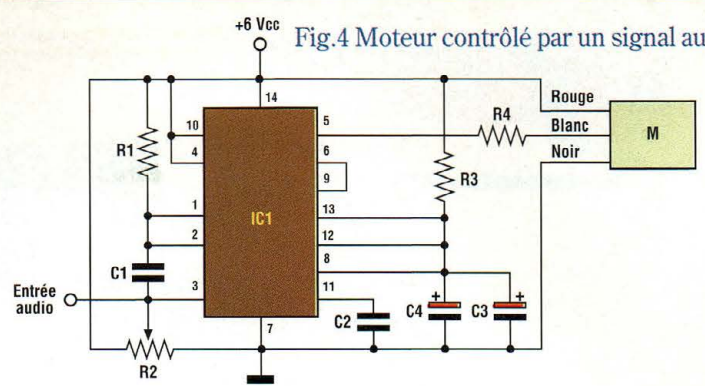 +6 Vcc
Fig.4 Moteur contrôlé par un signal au
14
Rouge
R4
10
5
Blanc
M
R1
4
6
Noir
9
R3
IC1
1
13
2
12
C1
8
Entrée
audio
3
11
+
+
C2
C4
C3
7
R2